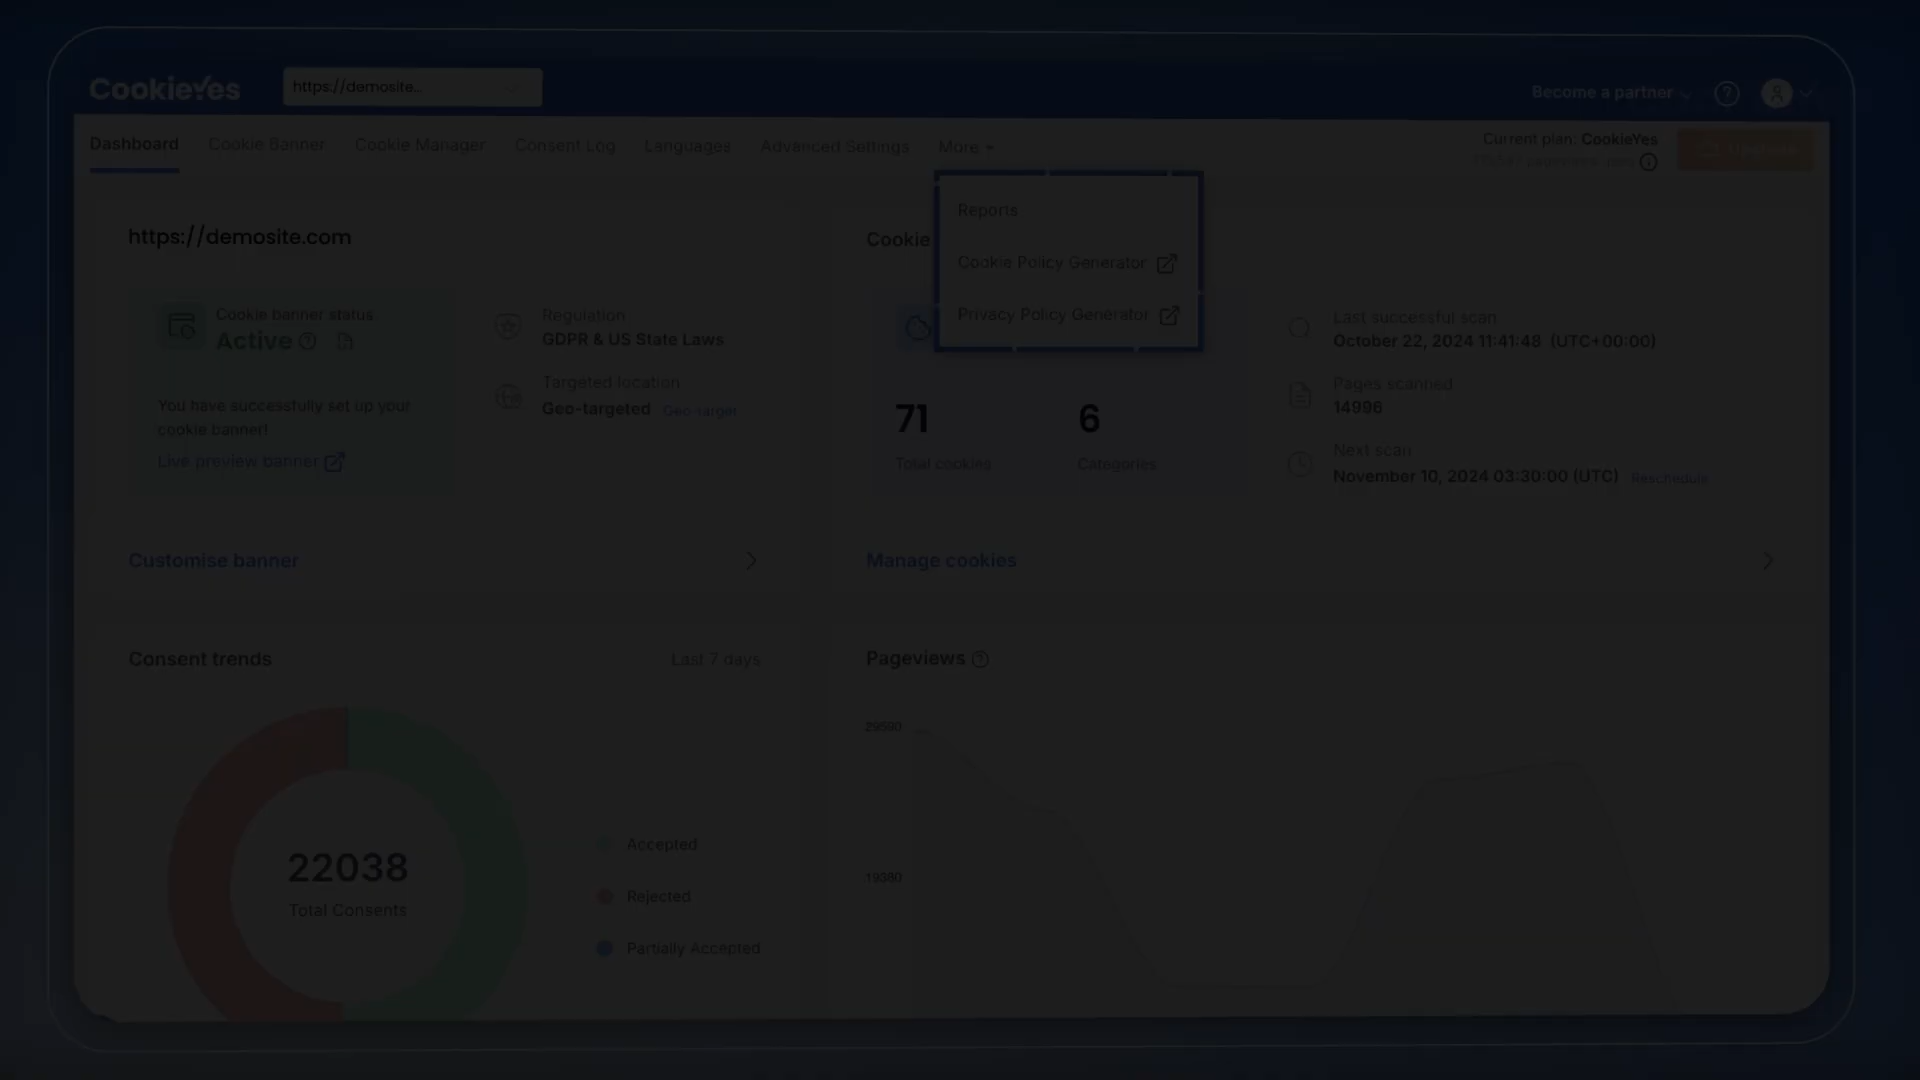 CookieYes
https://demosite..
Become a partner
Dashboard
Cookie Banner
Cookie Manager
Consent Log
Languages
Advanced Settings
More
Current plan: CookieYes
Upgrade
Reports
Cookie Policy Generator
Privacy Policy Generator
https://demosite.com
Cookie banner status
Active
You have successfully set up your
cookie banner!
Live preview banner
Regulation
GDPR & US State Laws
Targeted location
Geo-targeted Geo-target
Customise banner
Cookie
71
Total cookies
6
Categories
Last successful scan
October 22, 2024 11:41:48 (UTC+00:00)
Pages scanned
14996
Next scan
November 10, 2024 03:30:00 (UTC) Reschedule
Manage cookies
Consent trends
Last 7 days
22038
Total Consents
Accepted
Rejected
Partially Accepted
Pageviews
19380